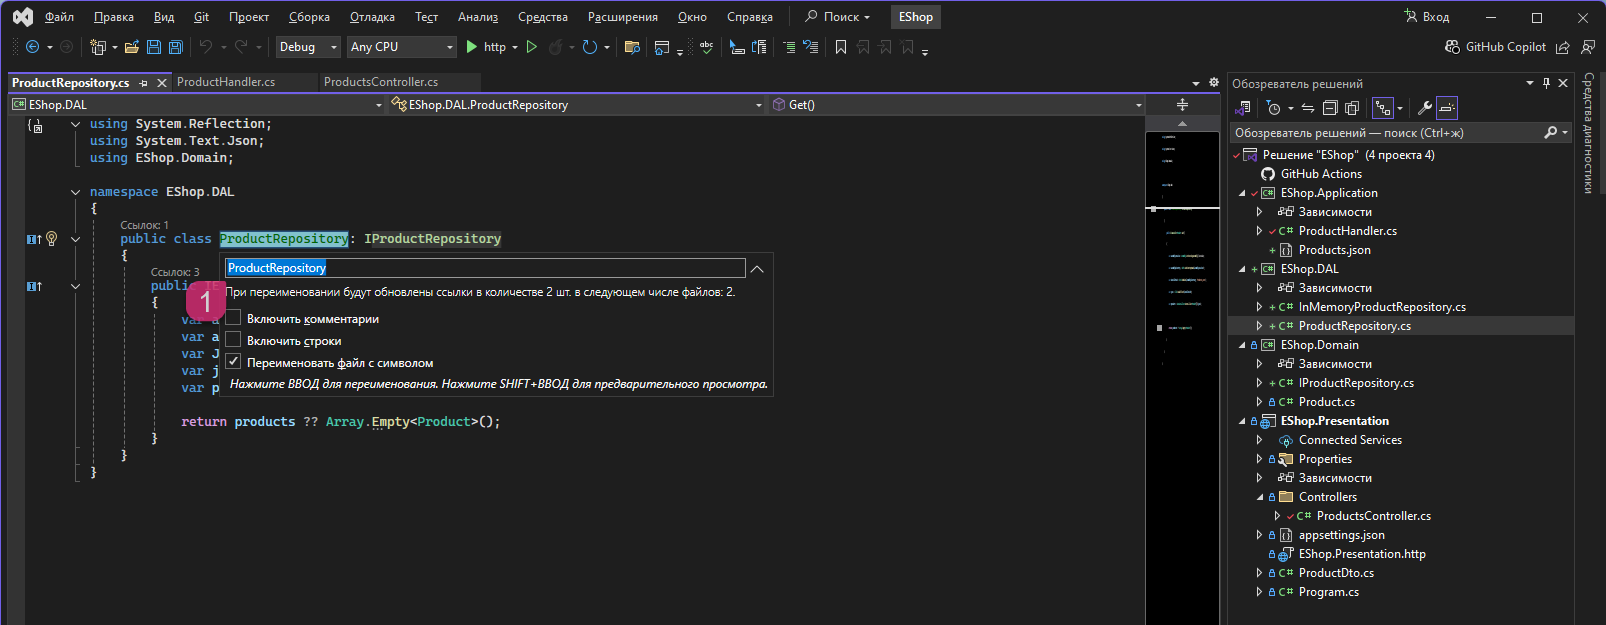 Файл Правка Вид Git Проект Сборка Отладка Тест Анализ Средства Расширения Окно Справка Поиск EShop Вход
Debug Any CPU http abc GitHub Copilot
ProductRepository.cs ProductHandler.cs ProductsController.cs
C# EShop.DAL EShop.DAL.ProductRepository Get()
using System.Reflection;
using System.Text.Json;
using EShop.Domain;
namespace EShop.DAL
{
Ссылок: 1
public class ProductRepository: IProductRepository
{
Ссылок: 3
public IE
{
var a
var a
var J
var j
var p
return products ?? Array.Empty<Product>();
}
}
}
ProductRepository
1
При переименовании будут обновлены ссылки в количестве 2 шт. в следующем числе файлов: 2.
Включить комментарии
Включить строки
Переименовать файл с символом
Нажмите ВВОД для переименования. Нажмите SHIFT+ВВОД для предварительного просмотра.
Обозреватель решений
Обозреватель решений — поиск (Ctrl+ж)
Решение "EShop" (4 проекта 4)
GitHub Actions
C# EShop.Application
Зависимости
C# ProductHandler.cs
+ Products.json
+ C# EShop.DAL
Зависимости
+ C# InMemoryProductRepository.cs
+ C# ProductRepository.cs
C# EShop.Domain
Зависимости
+ C# IProductRepository.cs
C# Product.cs
EShop.Presentation
Connected Services
Properties
Зависимости
Controllers
C# ProductsController.cs
appsettings.json
EShop.Presentation.http
C# ProductDto.cs
C# Program.cs
Средства диагностики